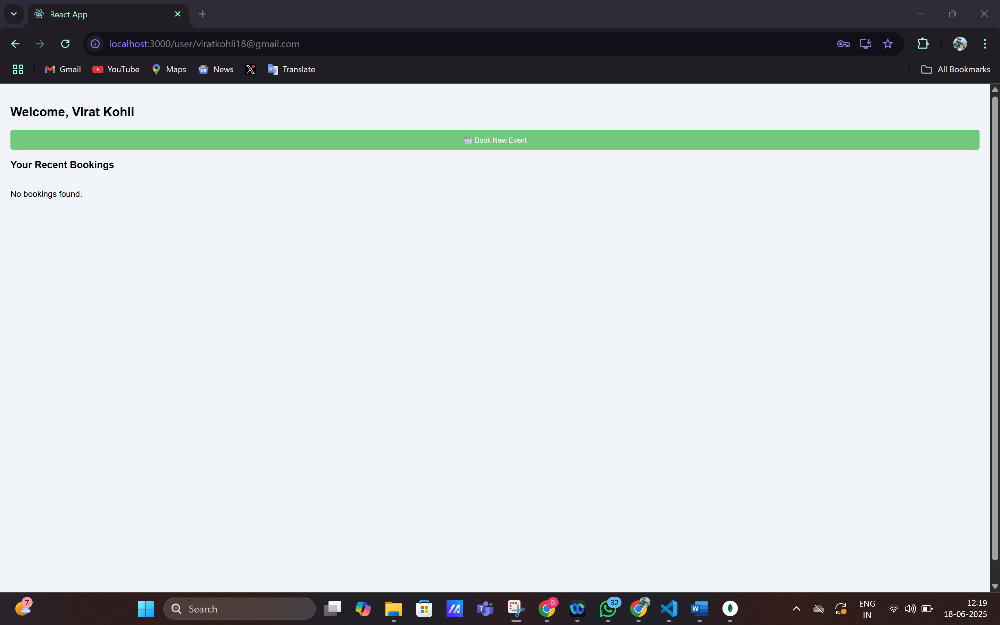 React App
localhost:3000/user/viratkohli18@gmail.com
Gmail
YouTube
Maps
News
Translate
All Bookmarks
Welcome, Virat Kohli
Book New Event
Your Recent Bookings
No bookings found.
7
Search
D
32
ENG
IN
12:19
18-06-2025